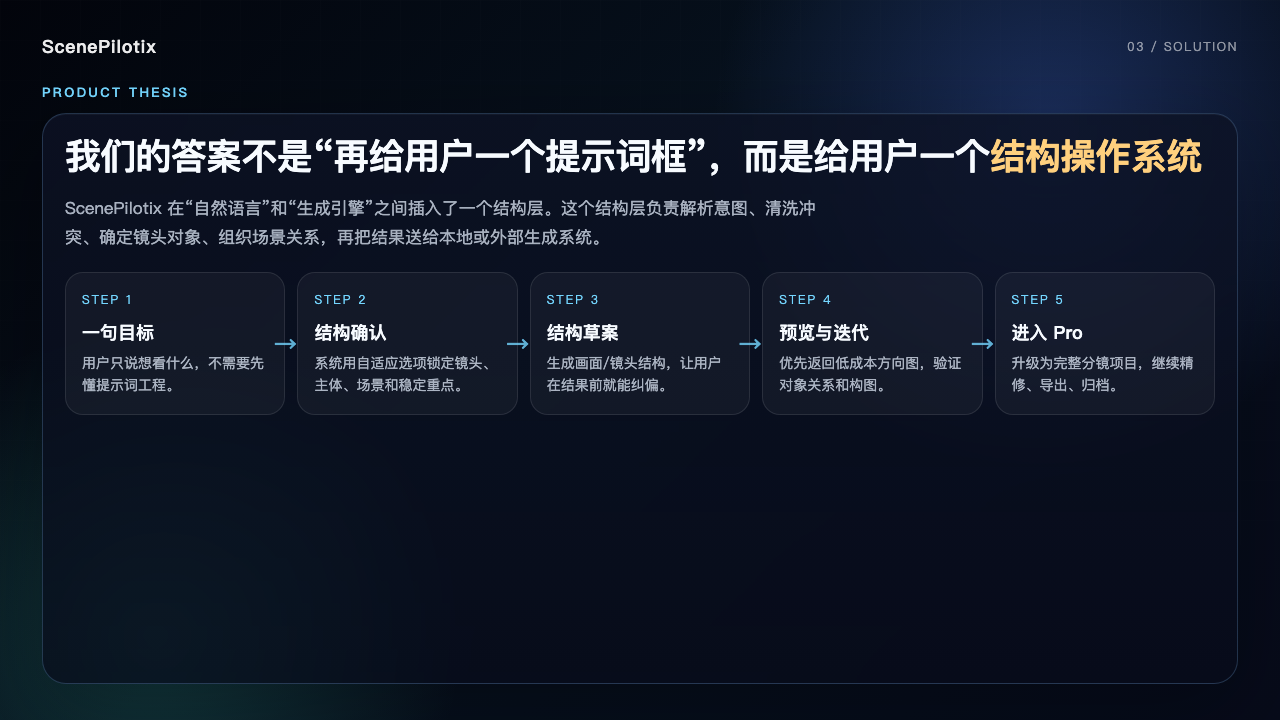 ScenePilotix
03 / SOLUTION
PRODUCT THESIS
我们的答案不是“再给用户一个提示词框”，而是给用户一个结构操作系统
ScenePilotix 在“自然语言”和“生成引擎”之间插入了一个结构层。这个结构层负责解析意图、清洗冲
突、确定镜头对象、组织场景关系，再把结果送给本地或外部生成系统。
STEP 1
一句目标
用户只说想看什么，不需要先
懂提示词工程。
→
STEP 2
结构确认
系统用自适应选项锁定镜头、
主体、场景和稳定重点。
→
STEP 3
结构草案
生成画面/镜头结构，让用户
在结果前就能纠偏。
→
STEP 4
预览与迭代
优先返回低成本方向图，验证
对象关系和构图。
→
STEP 5
进入 Pro
升级为完整分镜项目，继续精
修、导出、归档。